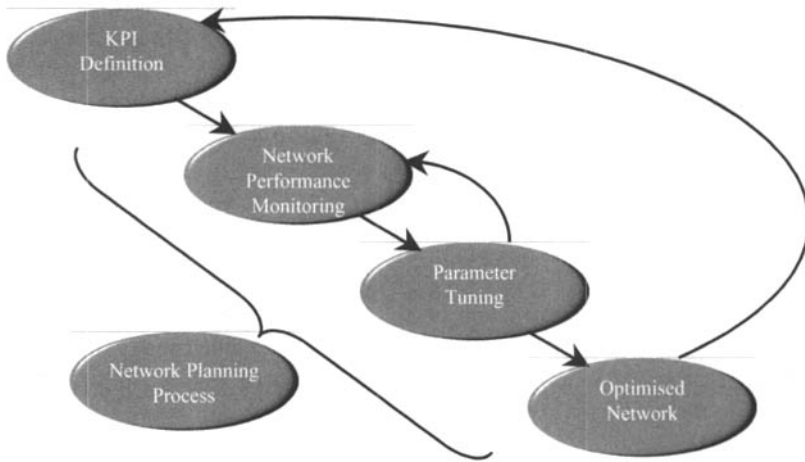 KPI
Definition
Network
Performance
Monitoring
Parameter
Tuning
Network Planning
Process
Optimised
Network